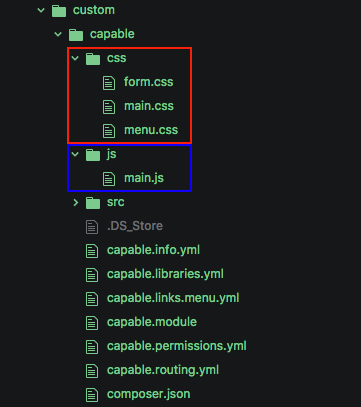 custom
capable
css
form.css
main.css
menu.css
js
main.js
src
.DS_Store
capable.info.yml
capable.libraries.yml
capable.links.menu.yml
capable.module
capable.permissions.yml
capable.routing.yml
composer.json